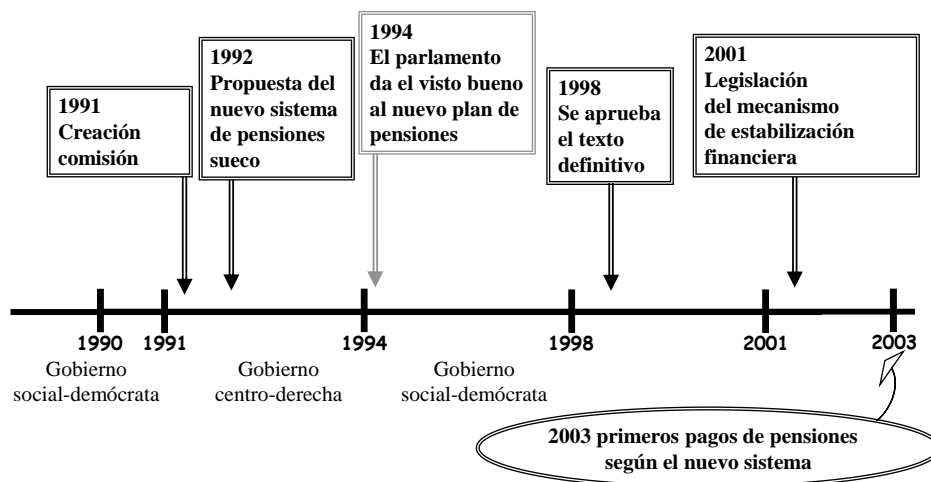 1991
Creación
comisión
1992
Propuesta del
nuevo sistema
de pensiones
sueco
1994
El parlamento
da el visto bueno
al nuevo plan de
pensiones
1998
Se aprueba
el texto
definitivo
2001
Legislación
del mecanismo
de estabilización
financiera
1990 1991 1994 1998 2001 2003
Gobierno
social-demócrata
Gobierno
centro-derecha
Gobierno
social-demócrata
2003 primeros pagos de pensiones
según el nuevo sistema